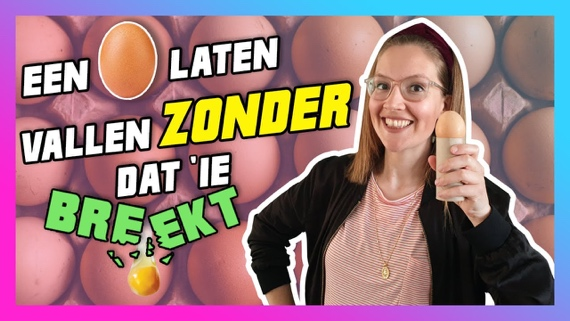 EEN LATEN
VALLEN ZONDER
DAT 'IE
BREEKT